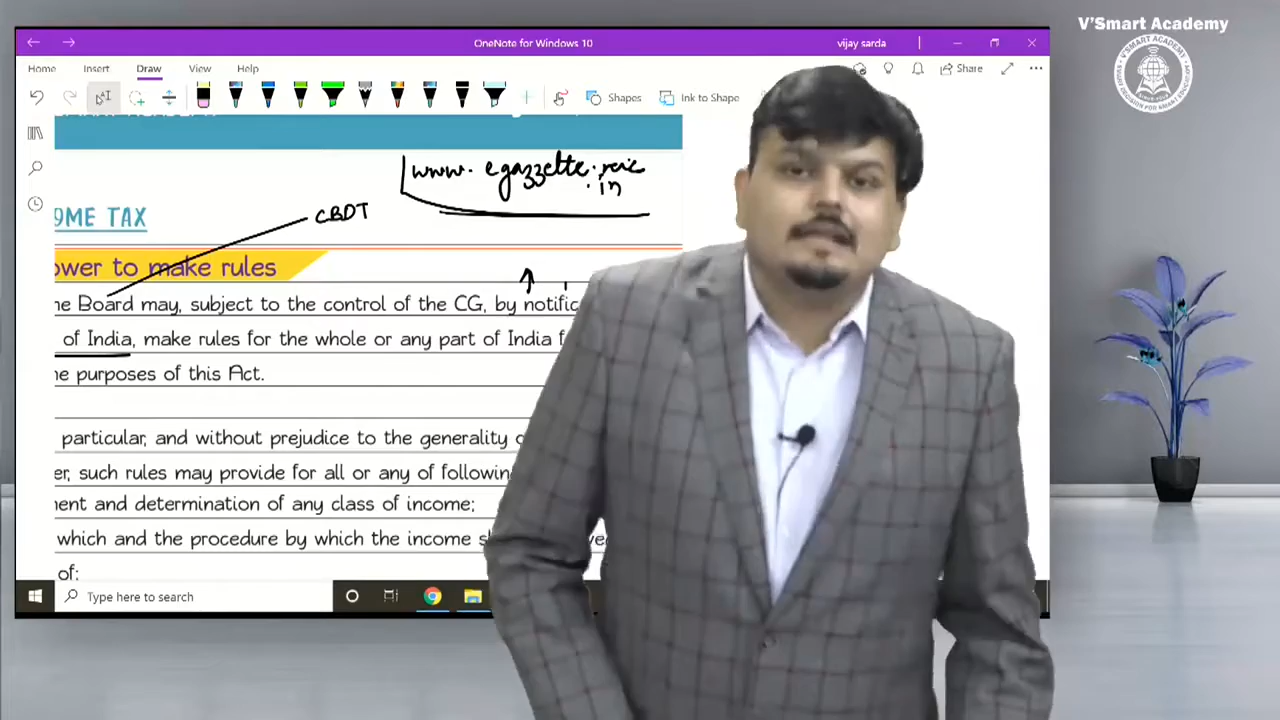 V'Smart Academy
OneNote for Windows 10
vijay sarda
Home Insert Draw View Help
Share
Shapes
Ink to Shape
www. egazzette.nic
.in
OME TAX
CBDT
ower to make rules
ne Board may, subject to the control of the CG, by notific
of India, make rules for the whole or any part of India f
ne purposes of this Act.
particular, and without prejudice to the generality o
er, such rules may provide for all or any of following
nent and determination of any class of income;
which and the procedure by which the income s
of:
Type here to search